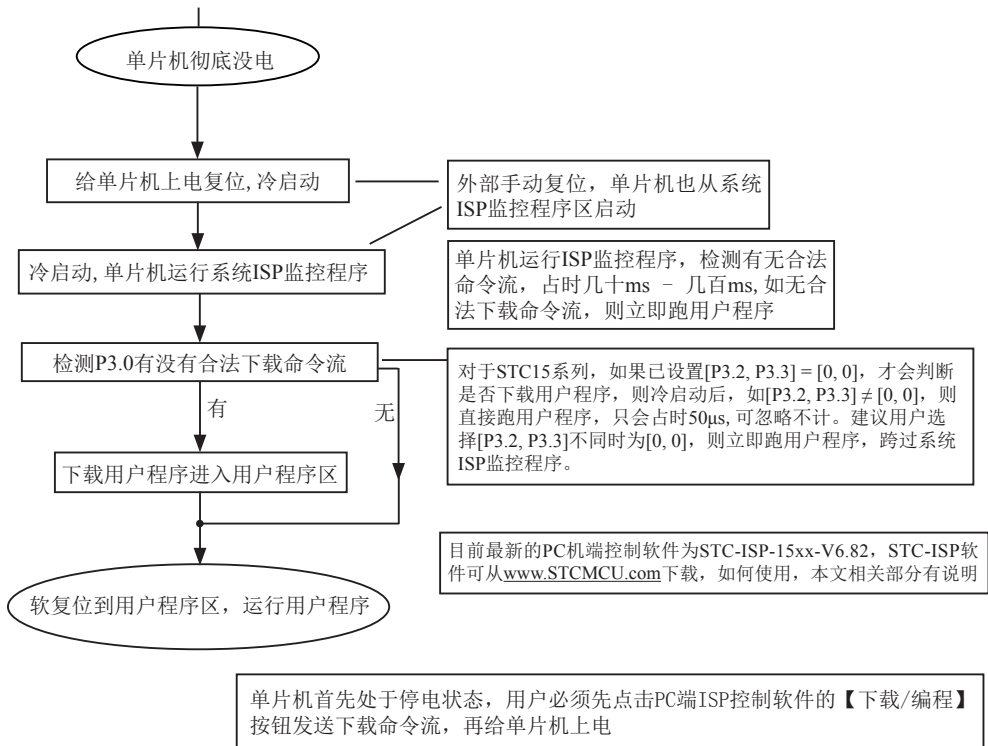 单片机彻底没电
给单片机上电复位,冷启动
外部手动复位，单片机也从系统
ISP监控程序区启动
冷启动,单片机运行系统ISP监控程序
单片机运行ISP监控程序，检测有无合法
命令流，占时几十ms － 几百ms,如无合
法下载命令流，则立即跑用户程序
检测P3.0有没有合法下载命令流
对于STC15系列，如果已设置[P3.2, P3.3] = [0, 0]，才会判断
是否下载用户程序，则冷启动后，如[P3.2, P3.3] ≠ [0, 0]，则
直接跑用户程序，只会占时50μs,可忽略不计。建议用户选
择[P3.2, P3.3]不同时为[0, 0]，则立即跑用户程序，跨过系统
ISP监控程序。
有
无
下载用户程序进入用户程序区
目前最新的PC机端控制软件为STC-ISP-15xx-V6.82，STC-ISP软
件可从www.STCMCU.com下载，如何使用，本文相关部分有说明
软复位到用户程序区，运行用户程序
单片机首先处于停电状态，用户必须先点击PC端ISP控制软件的【下载/编程】
按钮发送下载命令流，再给单片机上电